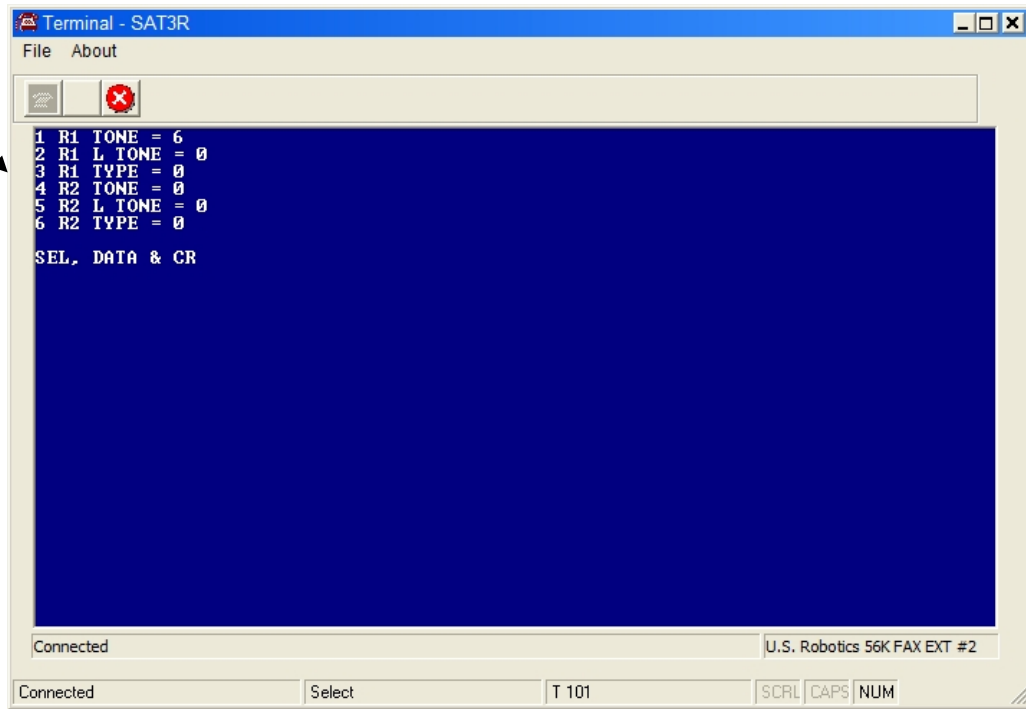 Terminal - SAT3R
File About
1 R1 TONE = 6
2 R1 L TONE = 0
3 R1 TYPE = 0
4 R2 TONE = 0
5 R2 L TONE = 0
6 R2 TYPE = 0
SEL, DATA & CR
Connected U.S. Robotics 56K FAX EXT #2
Connected Select T 101 SCRL CAPS NUM